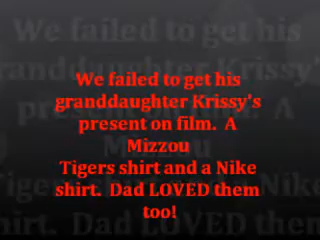 We failed to get his
granddaughter Krissy's
present on film.  A
Mizzou
Tigers shirt and a Nike
shirt.  Dad LOVED them
too!